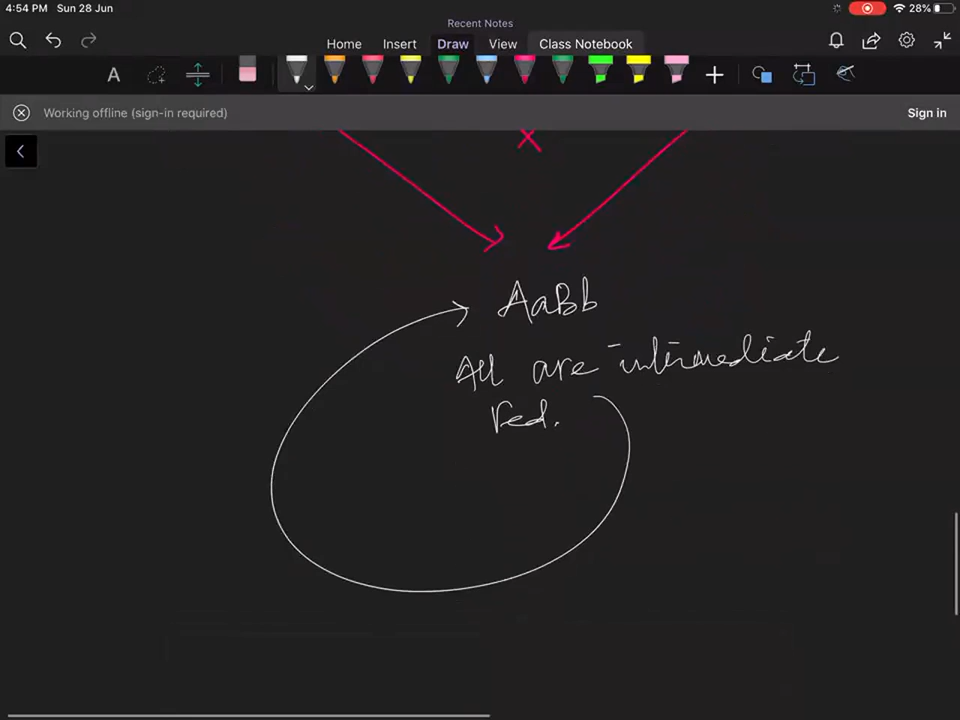 4:54 PM Sun 28 Jun 28%
Recent Notes
Home Insert Draw View Class Notebook
A
Working offline (sign-in required) Sign in
X
AaBb
All are intermediate
red.